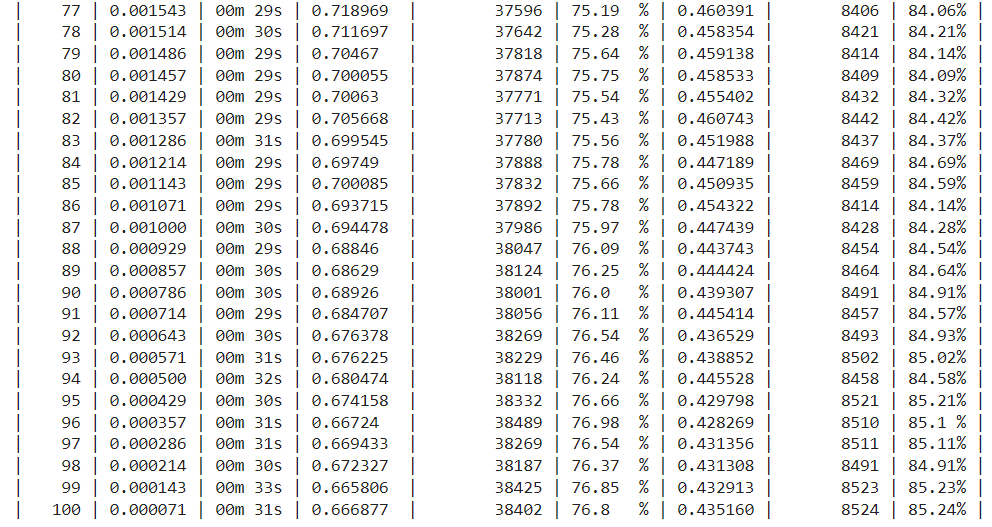 | 77 | 0.001543 | 00m 29s | 0.718969 | 37596 | 75.19 % | 0.460391 | 8406 | 84.06% |
| 78 | 0.001514 | 00m 30s | 0.711697 | 37642 | 75.28 % | 0.458354 | 8421 | 84.21% |
| 79 | 0.001486 | 00m 29s | 0.70467 | 37818 | 75.64 % | 0.459138 | 8414 | 84.14% |
| 80 | 0.001457 | 00m 29s | 0.700055 | 37874 | 75.75 % | 0.458533 | 8409 | 84.09% |
| 81 | 0.001429 | 00m 29s | 0.70063 | 37771 | 75.54 % | 0.455402 | 8432 | 84.32% |
| 82 | 0.001357 | 00m 29s | 0.705668 | 37713 | 75.43 % | 0.460743 | 8442 | 84.42% |
| 83 | 0.001286 | 00m 31s | 0.699545 | 37780 | 75.56 % | 0.451988 | 8437 | 84.37% |
| 84 | 0.001214 | 00m 29s | 0.69749 | 37888 | 75.78 % | 0.447189 | 8469 | 84.69% |
| 85 | 0.001143 | 00m 29s | 0.700085 | 37832 | 75.66 % | 0.450935 | 8459 | 84.59% |
| 86 | 0.001071 | 00m 29s | 0.693715 | 37892 | 75.78 % | 0.454322 | 8414 | 84.14% |
| 87 | 0.001000 | 00m 30s | 0.694478 | 37986 | 75.97 % | 0.447439 | 8428 | 84.28% |
| 88 | 0.000929 | 00m 29s | 0.68846 | 38047 | 76.09 % | 0.443743 | 8454 | 84.54% |
| 89 | 0.000857 | 00m 30s | 0.68629 | 38124 | 76.25 % | 0.444424 | 8464 | 84.64% |
| 90 | 0.000786 | 00m 30s | 0.68926 | 38001 | 76.0 % | 0.439307 | 8491 | 84.91% |
| 91 | 0.000714 | 00m 29s | 0.684707 | 38056 | 76.11 % | 0.445414 | 8457 | 84.57% |
| 92 | 0.000643 | 00m 30s | 0.676378 | 38269 | 76.54 % | 0.436529 | 8493 | 84.93% |
| 93 | 0.000571 | 00m 31s | 0.676225 | 38229 | 76.46 % | 0.438852 | 8502 | 85.02% |
| 94 | 0.000500 | 00m 32s | 0.680474 | 38118 | 76.24 % | 0.445528 | 8458 | 84.58% |
| 95 | 0.000429 | 00m 30s | 0.674158 | 38332 | 76.66 % | 0.429798 | 8521 | 85.21% |
| 96 | 0.000357 | 00m 31s | 0.66724 | 38489 | 76.98 % | 0.428269 | 8510 | 85.1 % |
| 97 | 0.000286 | 00m 31s | 0.669433 | 38269 | 76.54 % | 0.431356 | 8511 | 85.11% |
| 98 | 0.000214 | 00m 30s | 0.672327 | 38187 | 76.37 % | 0.431308 | 8491 | 84.91% |
| 99 | 0.000143 | 00m 33s | 0.665806 | 38425 | 76.85 % | 0.432913 | 8523 | 85.23% |
| 100 | 0.000071 | 00m 31s | 0.666877 | 38402 | 76.8 % | 0.435160 | 8524 | 85.24% |